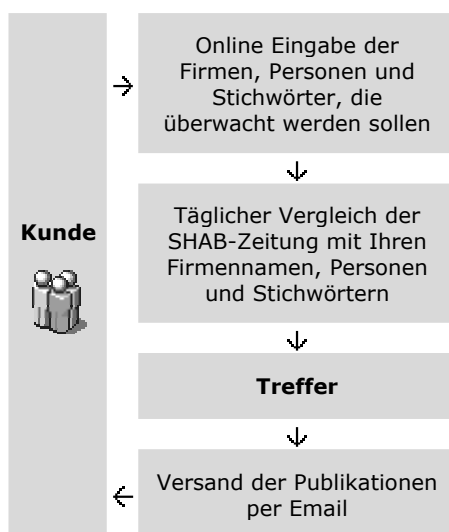 Kunde
Online Eingabe der
Firmen, Personen und
Stichwörter, die
überwacht werden sollen
Täglicher Vergleich der
SHAB-Zeitung mit Ihren
Firmennamen, Personen
und Stichwörtern
Treffer
Versand der Publikationen
per Email